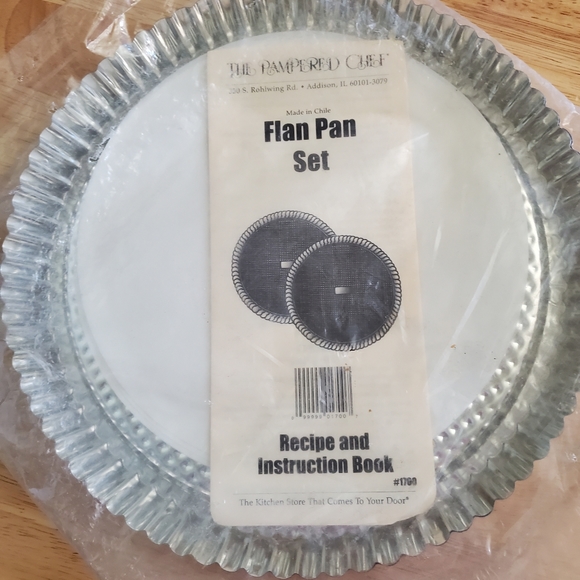 THE PAMPERED CHEF
Rohlwing Rd. • Addison, IL 60101-3079
Made in Chile
Flan Pan
Set
Recipe and
Instruction Book
#1700
The Kitchen Store That Comes To Your Door®